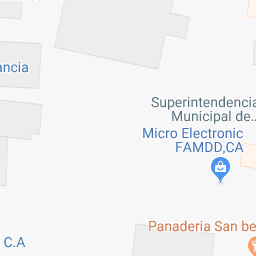 ancia
Superintendencia
Municipal de..
Micro Electronic
FAMDD,CA
Panaderia San be
C.A